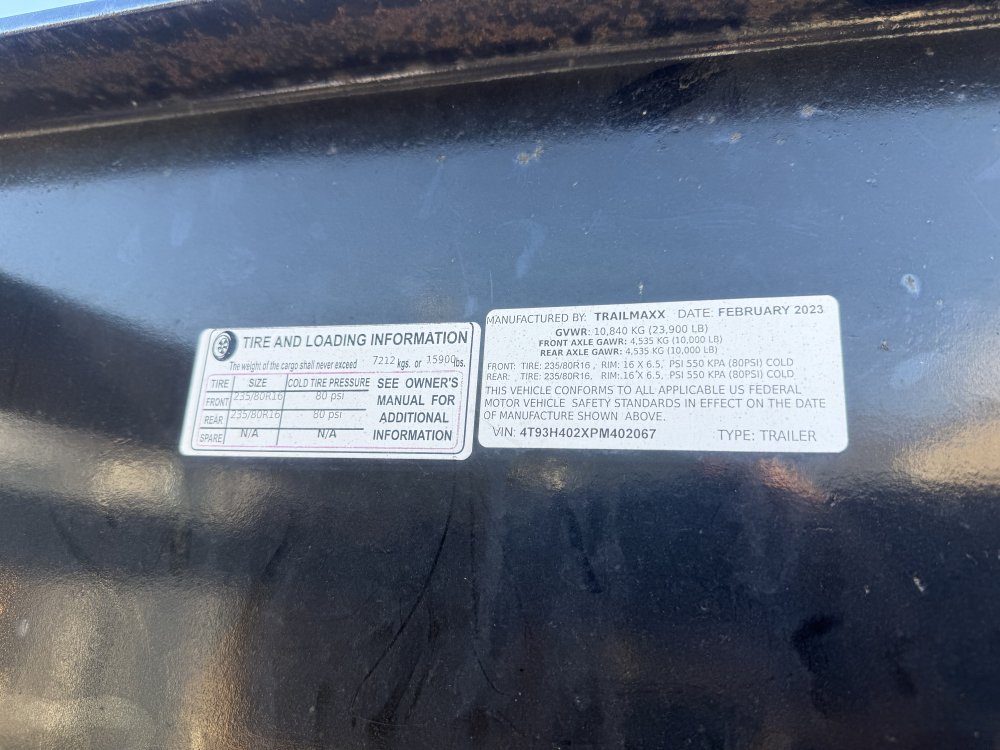 TIRE AND LOADING INFORMATION
The weight of the cargo shall never exceed 7212 kgs. or 15900 lbs.
TIRE SIZE COLD TIRE PRESSURE
FRONT 235/80R16 80 psi
REAR 235/80R16 80 psi
SPARE N/A N/A
SEE OWNER'S
MANUAL FOR
ADDITIONAL
INFORMATION
MANUFACTURED BY: TRAILMAXX DATE: FEBRUARY 2023
GVWR: 10,840 KG (23,900 LB)
FRONT AXLE GAWR: 4,535 KG (10,000 LB)
REAR AXLE GAWR: 4,535 KG (10,000 LB)
FRONT: TIRE: 235/80R16 , RIM: 16 X 6.5, PSI 550 KPA (80PSI) COLD
REAR: TIRE: 235/80R16, RIM: 16 X 6.5, PSI 550 KPA (80PSI) COLD
THIS VEHICLE CONFORMS TO ALL APPLICABLE US FEDERAL
MOTOR VEHICLE SAFETY STANDARDS IN EFFECT ON THE DATE
OF MANUFACTURE SHOWN ABOVE.
VIN: 4T93H402XPM402067 TYPE: TRAILER